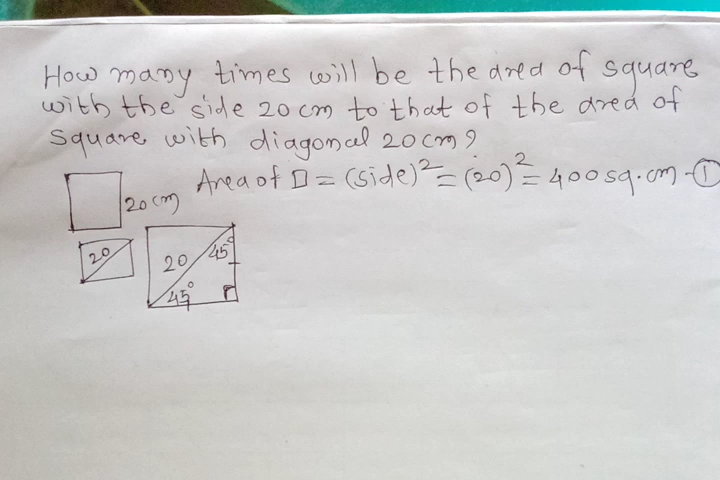 How many times will be the area of square
with the side 20 cm to that of the area of
square with diagonal 20 cm?
Area of □ = (side)² = (20)² = 400 sq. cm - ①
20 cm
20
20
45°
45°